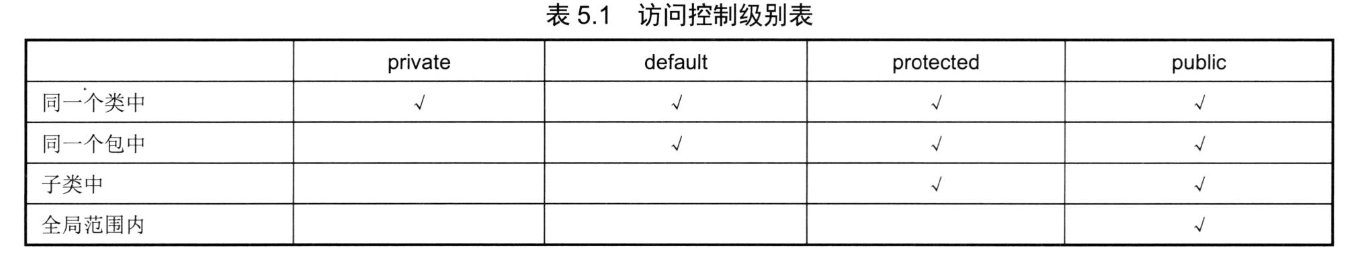 表 5.1 访问控制级别表
private default protected public
同一个类中 √ √ √ √
同一个包中 √ √ √
子类中 √ √
全局范围内 √